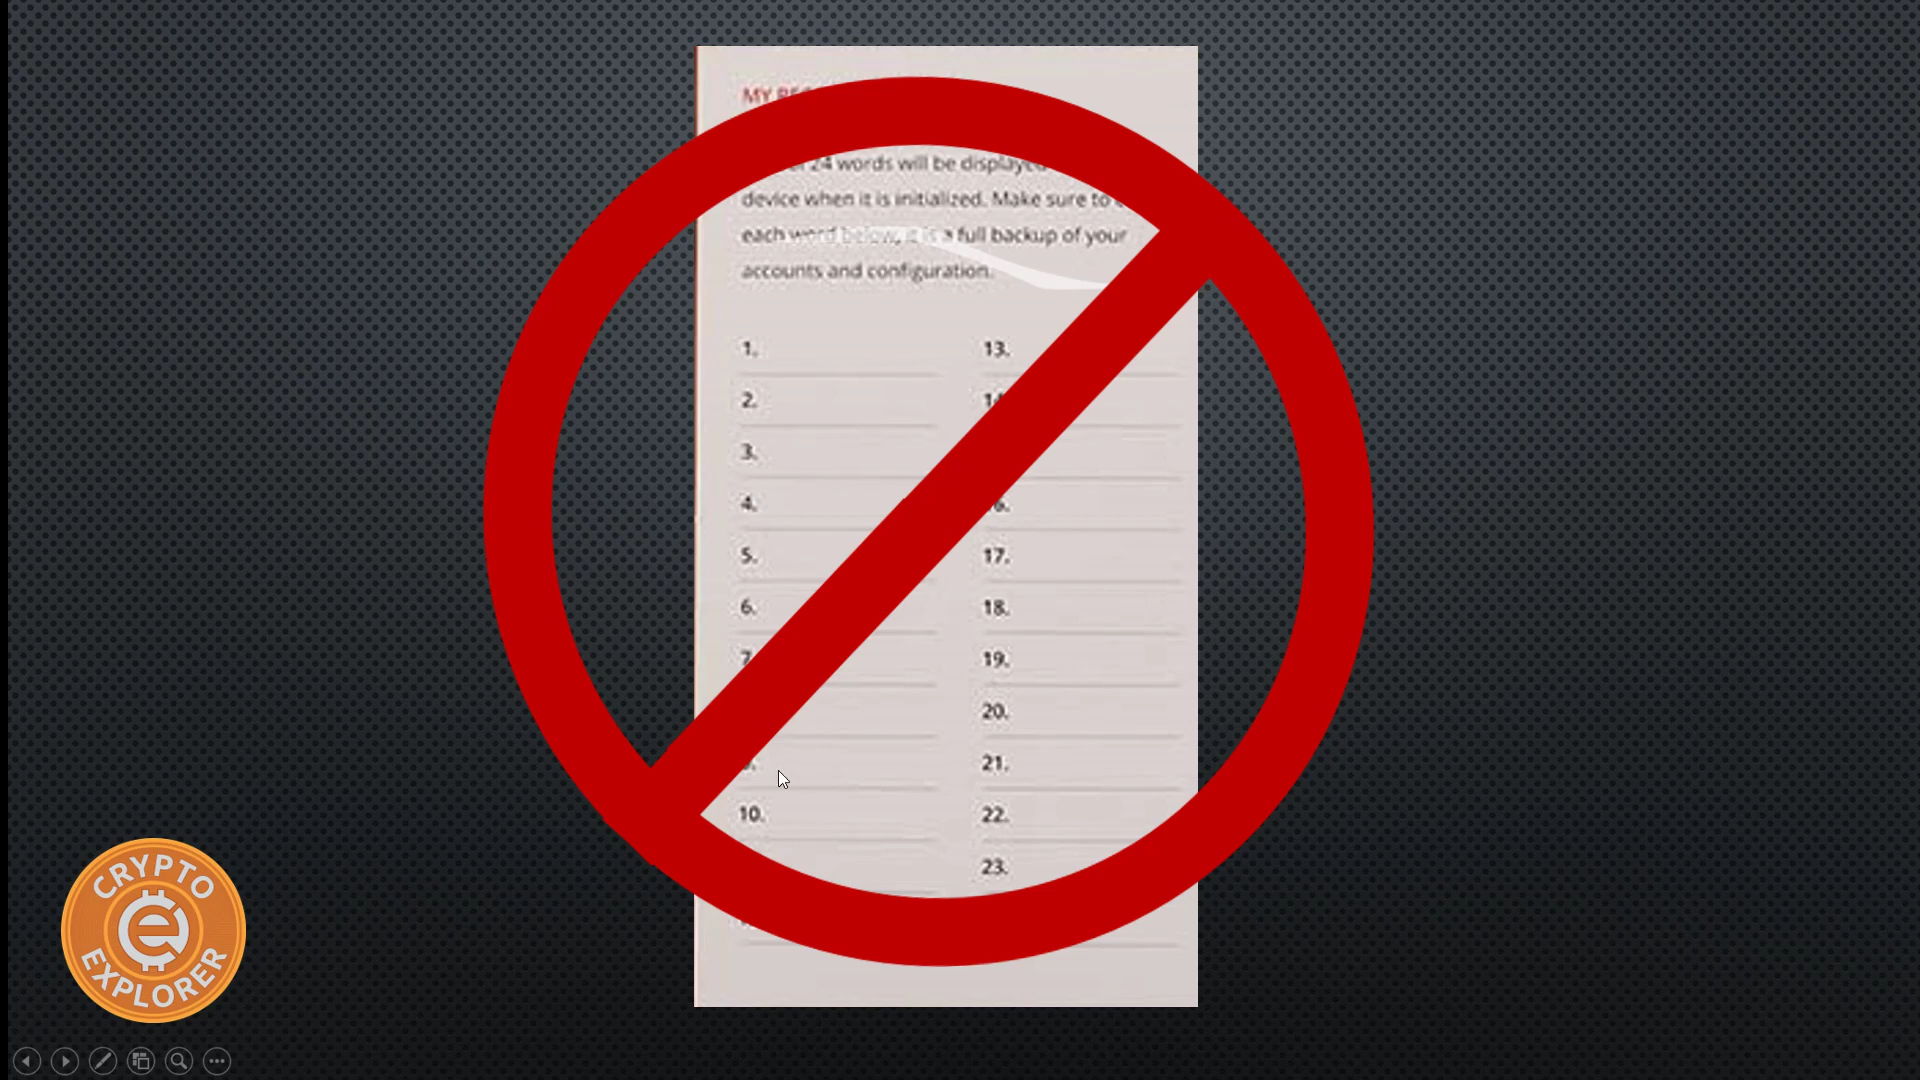 MY
24 words will be displayed
device when it is initialized. Make sure to
each word below, it is a full backup of your
accounts and configuration.
1. 13.
2.
3.
4.
5. 17.
6. 18.
7. 19.
20.
21.
10. 22.
23.
CRYPTO
EXPLORER